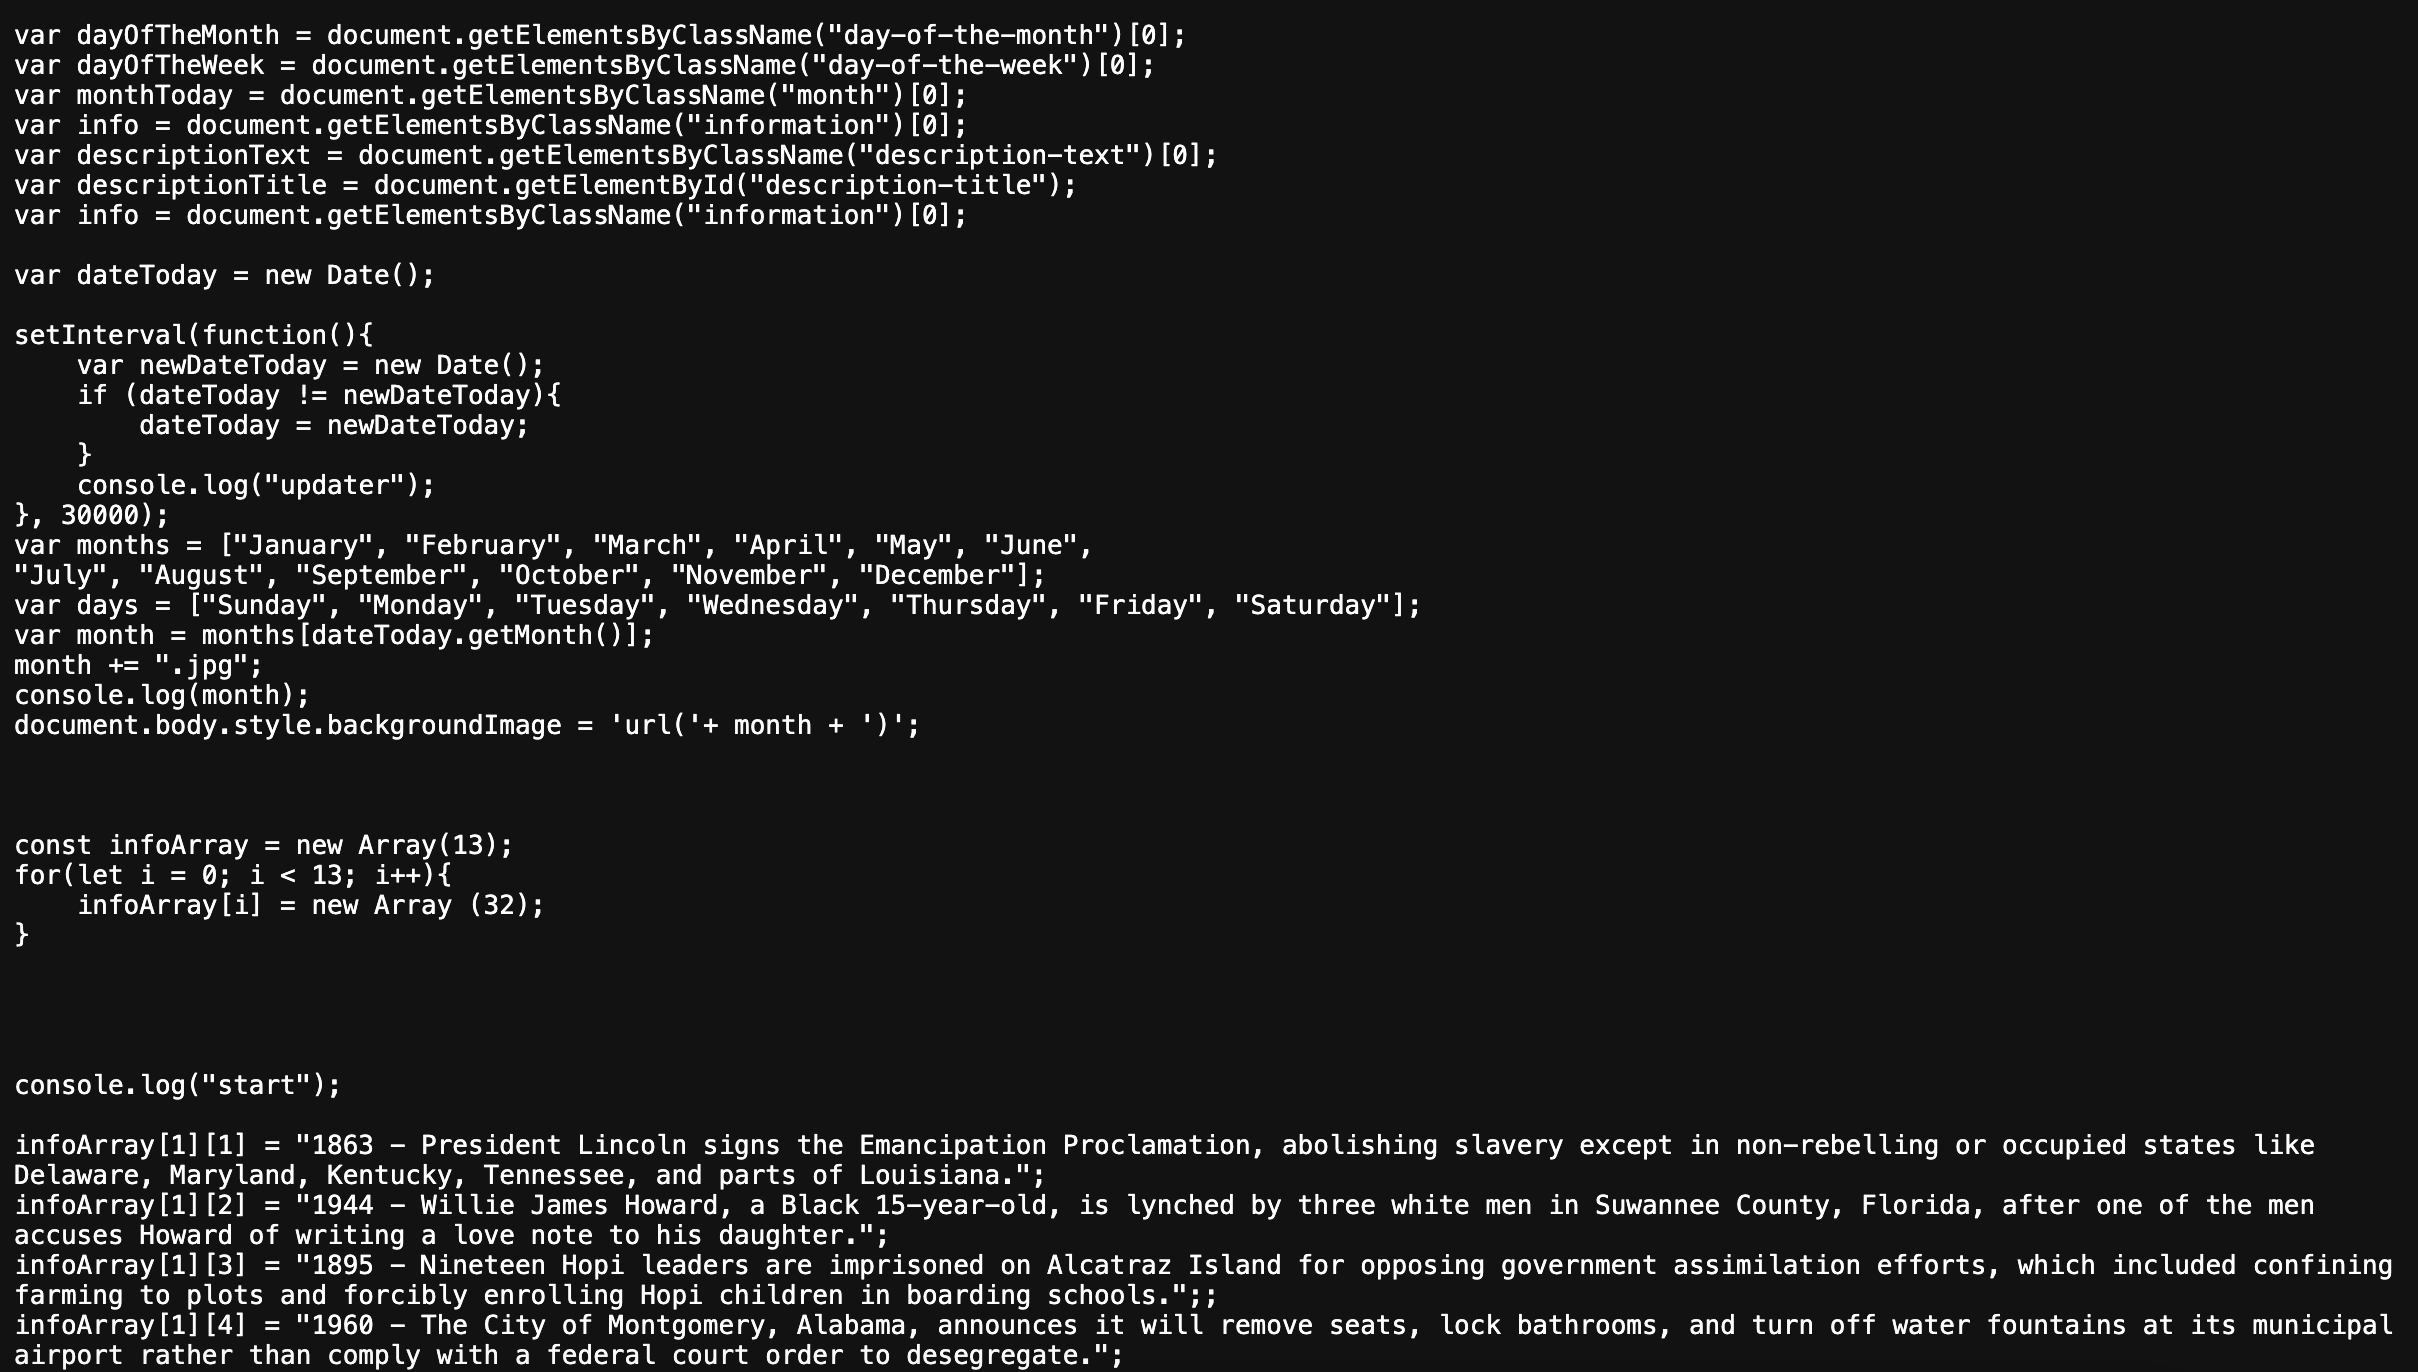 var dayOfTheMonth = document.getElementsByClassName("day-of-the-month")[0];
var dayOfTheWeek = document.getElementsByClassName("day-of-the-week")[0];
var monthToday = document.getElementsByClassName("month")[0];
var info = document.getElementsByClassName("information")[0];
var descriptionText = document.getElementsByClassName("description-text")[0];
var descriptionTitle = document.getElementById("description-title");
var info = document.getElementsByClassName("information")[0];

var dateToday = new Date();

setInterval(function(){
    var newDateToday = new Date();
    if (dateToday != newDateToday){
        dateToday = newDateToday;
    }
    console.log("updater");
}, 30000);
var months = ["January", "February", "March", "April", "May", "June",
"July", "August", "September", "October", "November", "December"];
var days = ["Sunday", "Monday", "Tuesday", "Wednesday", "Thursday", "Friday", "Saturday"];
var month = months[dateToday.getMonth()];
month += ".jpg";
console.log(month);
document.body.style.backgroundImage = 'url('+ month + ')';

const infoArray = new Array(13);
for(let i = 0; i < 13; i++){
    infoArray[i] = new Array (32);
}

console.log("start");

infoArray[1][1] = "1863 – President Lincoln signs the Emancipation Proclamation, abolishing slavery except in non-rebelling or occupied states like
Delaware, Maryland, Kentucky, Tennessee, and parts of Louisiana.";
infoArray[1][2] = "1944 – Willie James Howard, a Black 15-year-old, is lynched by three white men in Suwannee County, Florida, after one of the men
accuses Howard of writing a love note to his daughter.";
infoArray[1][3] = "1895 – Nineteen Hopi leaders are imprisoned on Alcatraz Island for opposing government assimilation efforts, which included confining
farming to plots and forcibly enrolling Hopi children in boarding schools.";;
infoArray[1][4] = "1960 – The City of Montgomery, Alabama, announces it will remove seats, lock bathrooms, and turn off water fountains at its municipal
airport rather than comply with a federal court order to desegregate.";